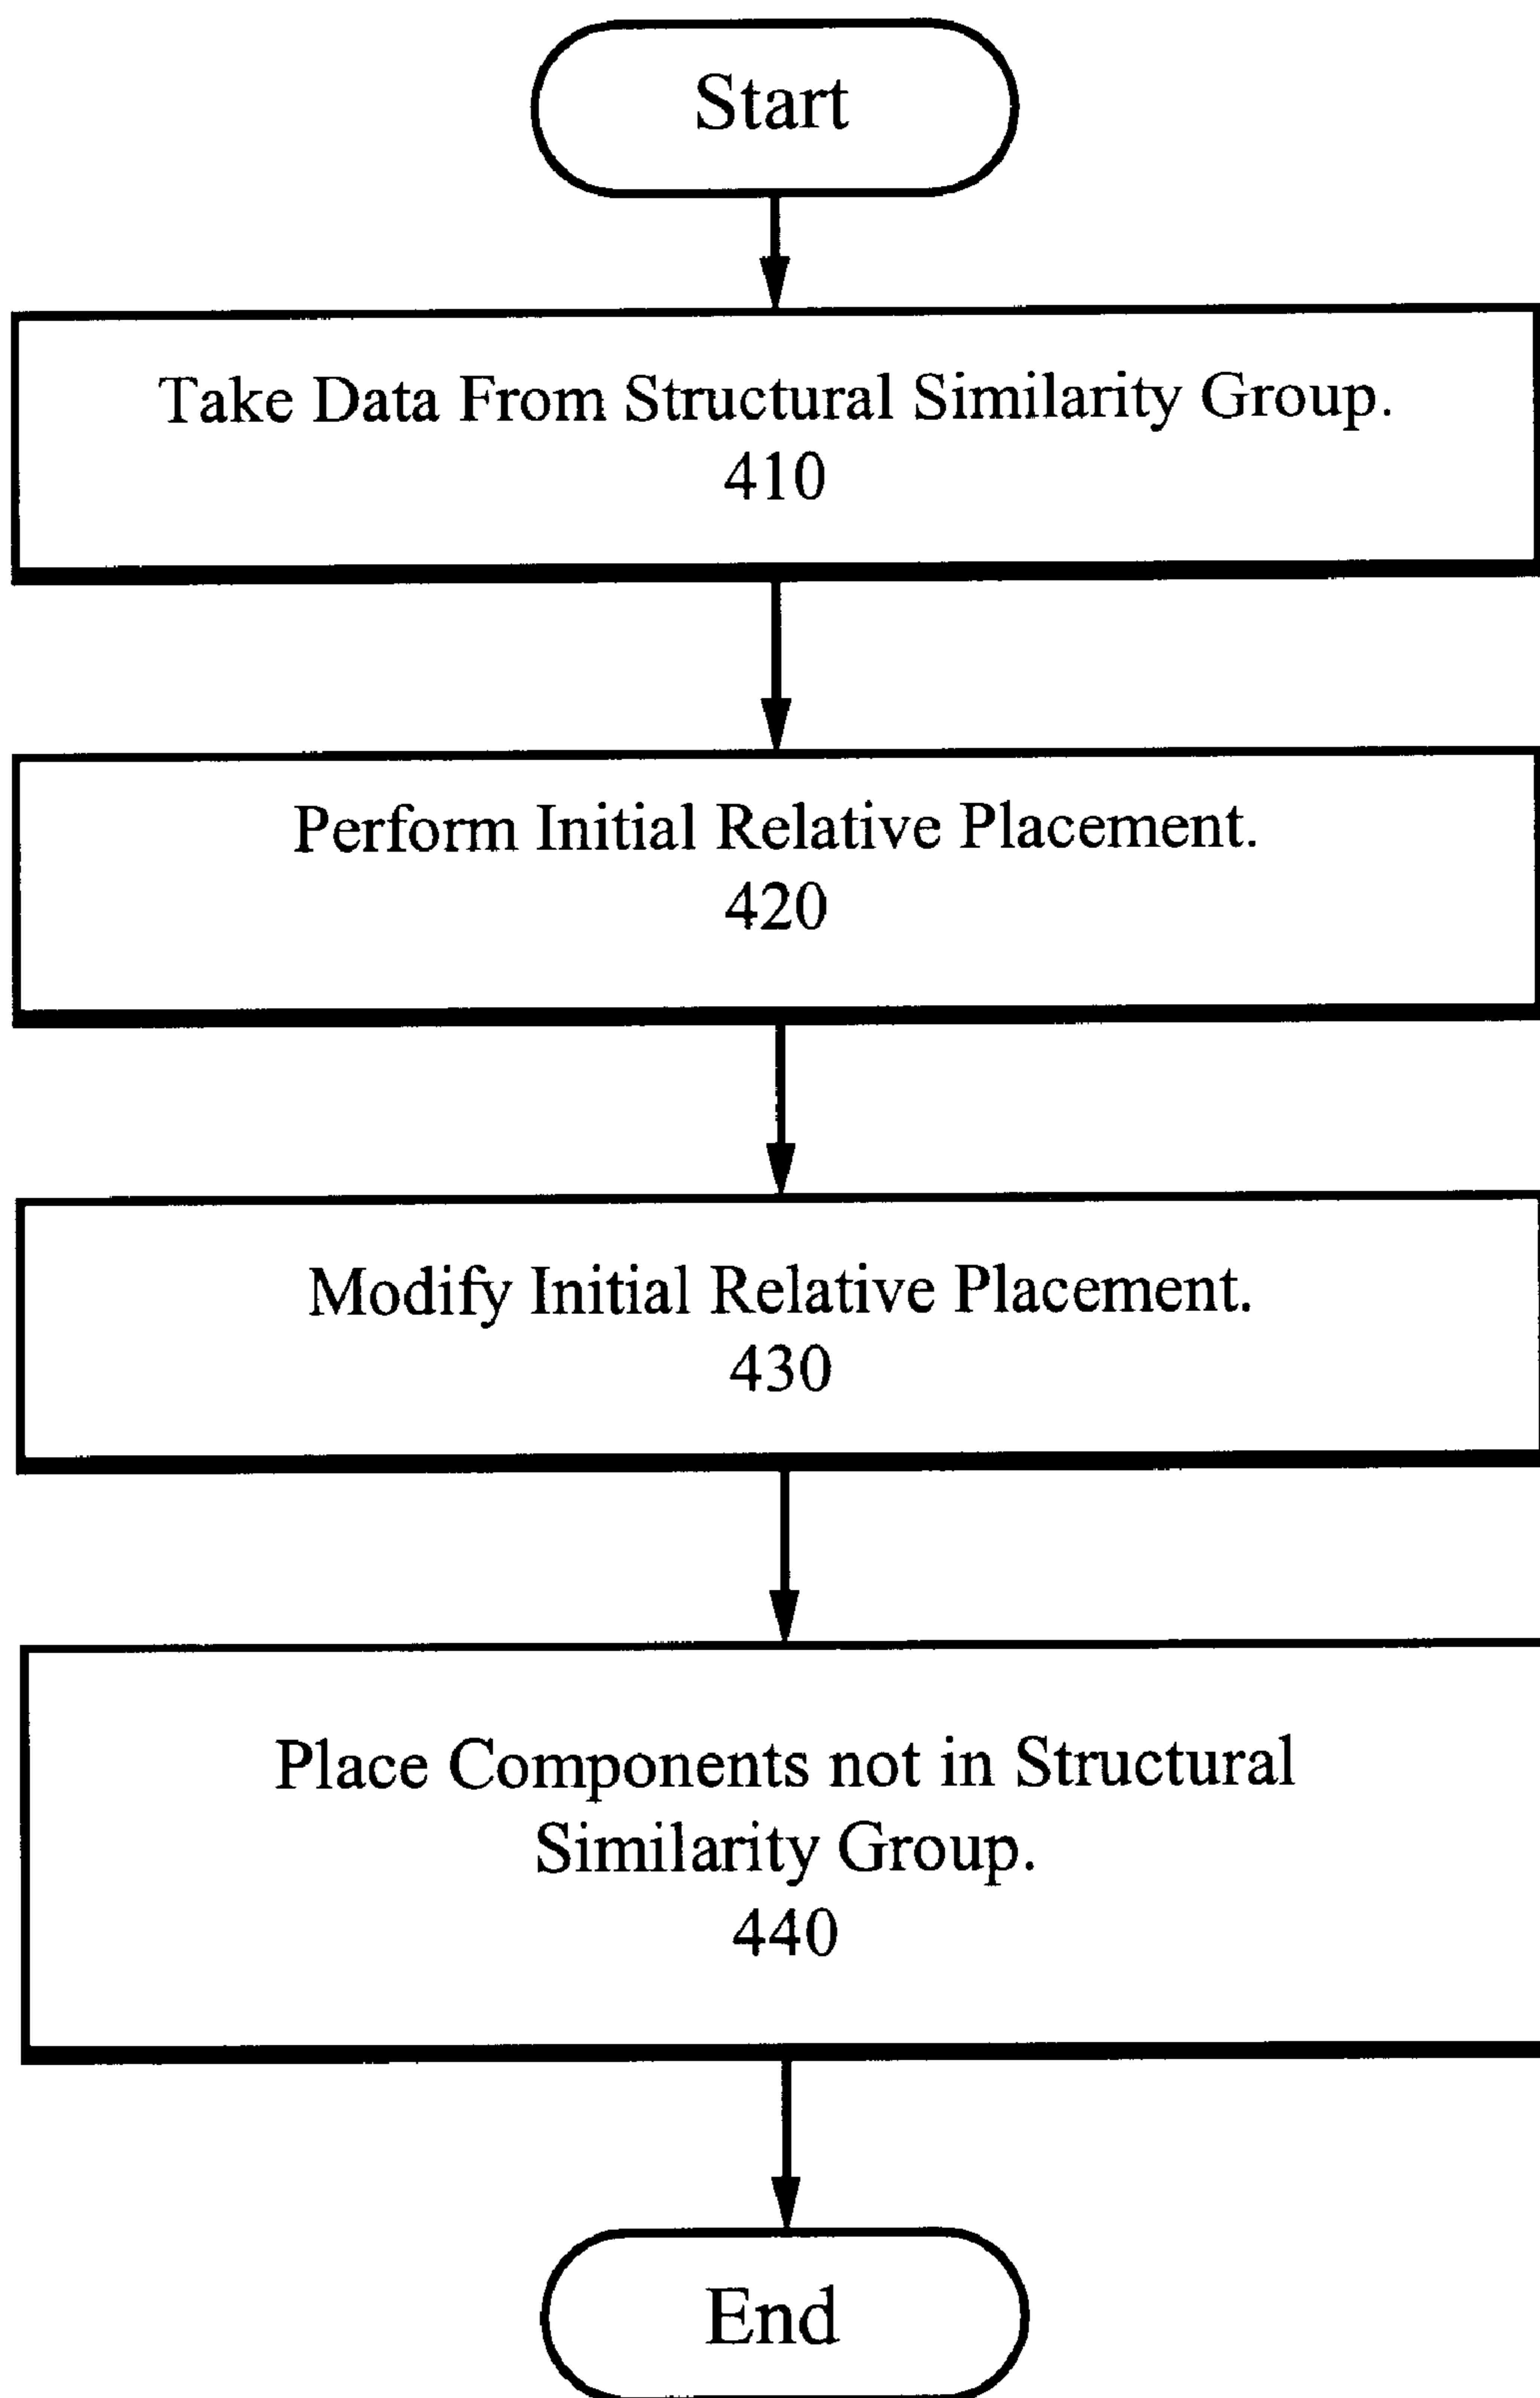 Start
Take Data From Structural Similarity Group.
410
Perform Initial Relative Placement.
420
Modify Initial Relative Placement.
430
Place Components not in Structural
Similarity Group.
440
End